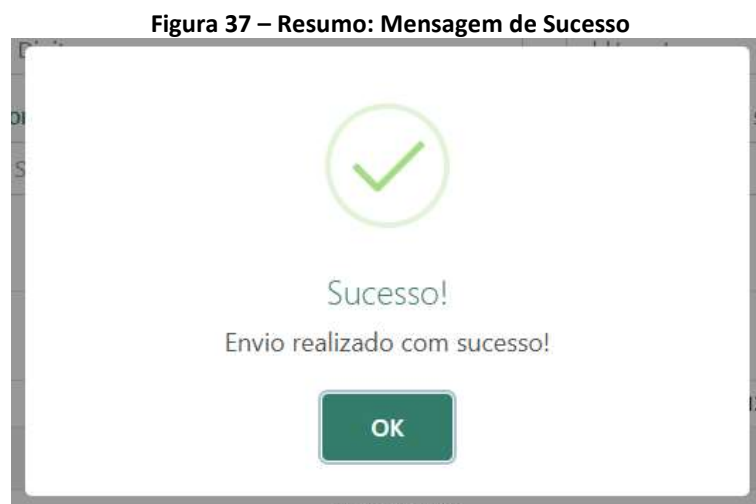 Figura 37 – Resumo: Mensagem de Sucesso
Sucesso!
Envio realizado com sucesso!
OK